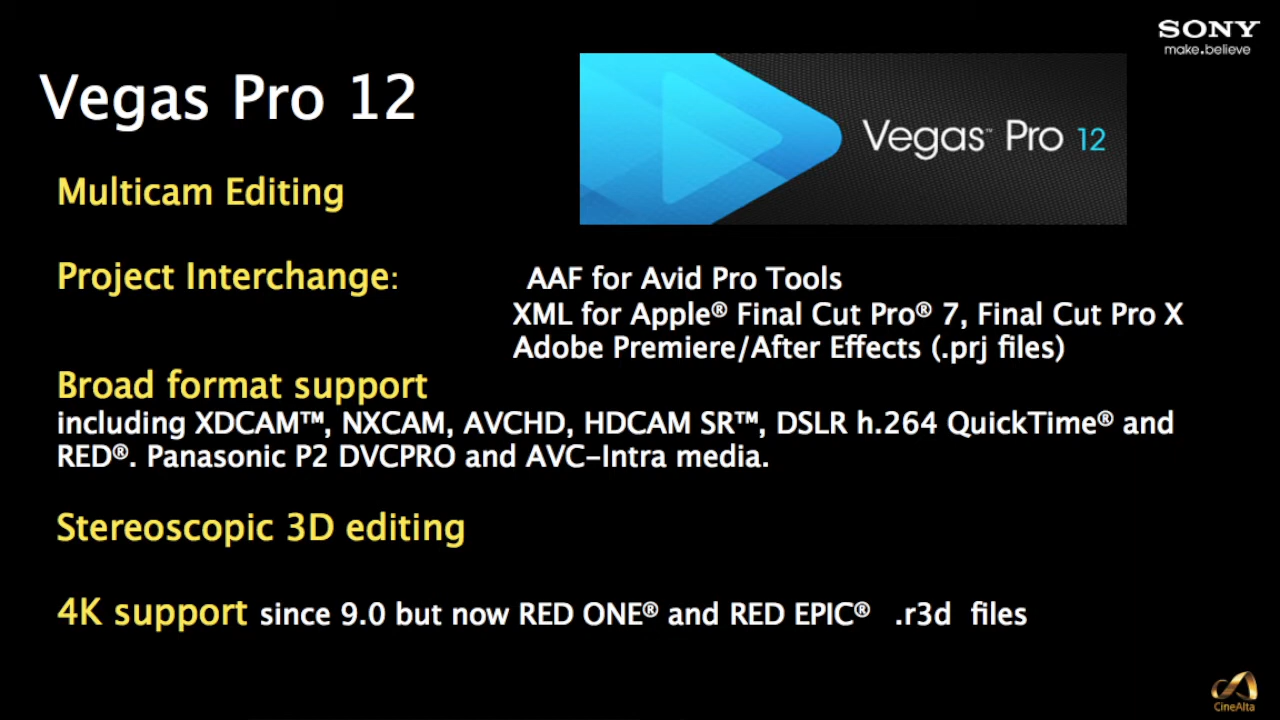 SONY
make.believe
Vegas Pro 12
Vegas™ Pro 12
Multicam Editing
Project Interchange: AAF for Avid Pro Tools
XML for Apple® Final Cut Pro® 7, Final Cut Pro X
Adobe Premiere/After Effects (.prj files)
Broad format support
including XDCAM™, NXCAM, AVCHD, HDCAM SR™, DSLR h.264 QuickTime® and
RED®. Panasonic P2 DVCPRO and AVC-Intra media.
Stereoscopic 3D editing
4K support since 9.0 but now RED ONE® and RED EPIC® .r3d files
CineAlta